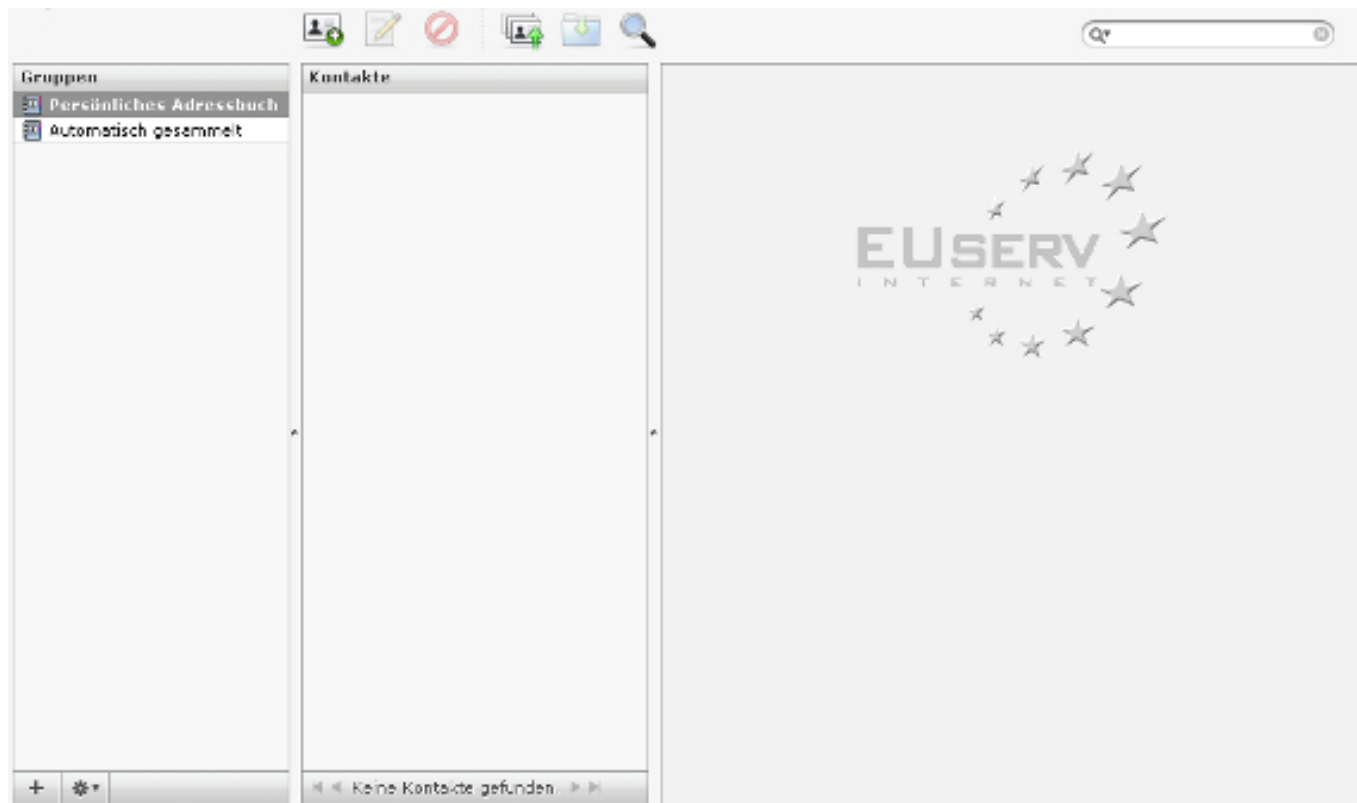 Gruppen
Kontakte
Persönliches Adressbuch
Automatisch gesammelt
EUSERV
INTERNET
Keine Kontakte gefunden.